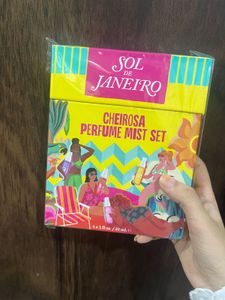 SOL
DE
JANEIRO
CHEIROSA
PERFUME MIST SET